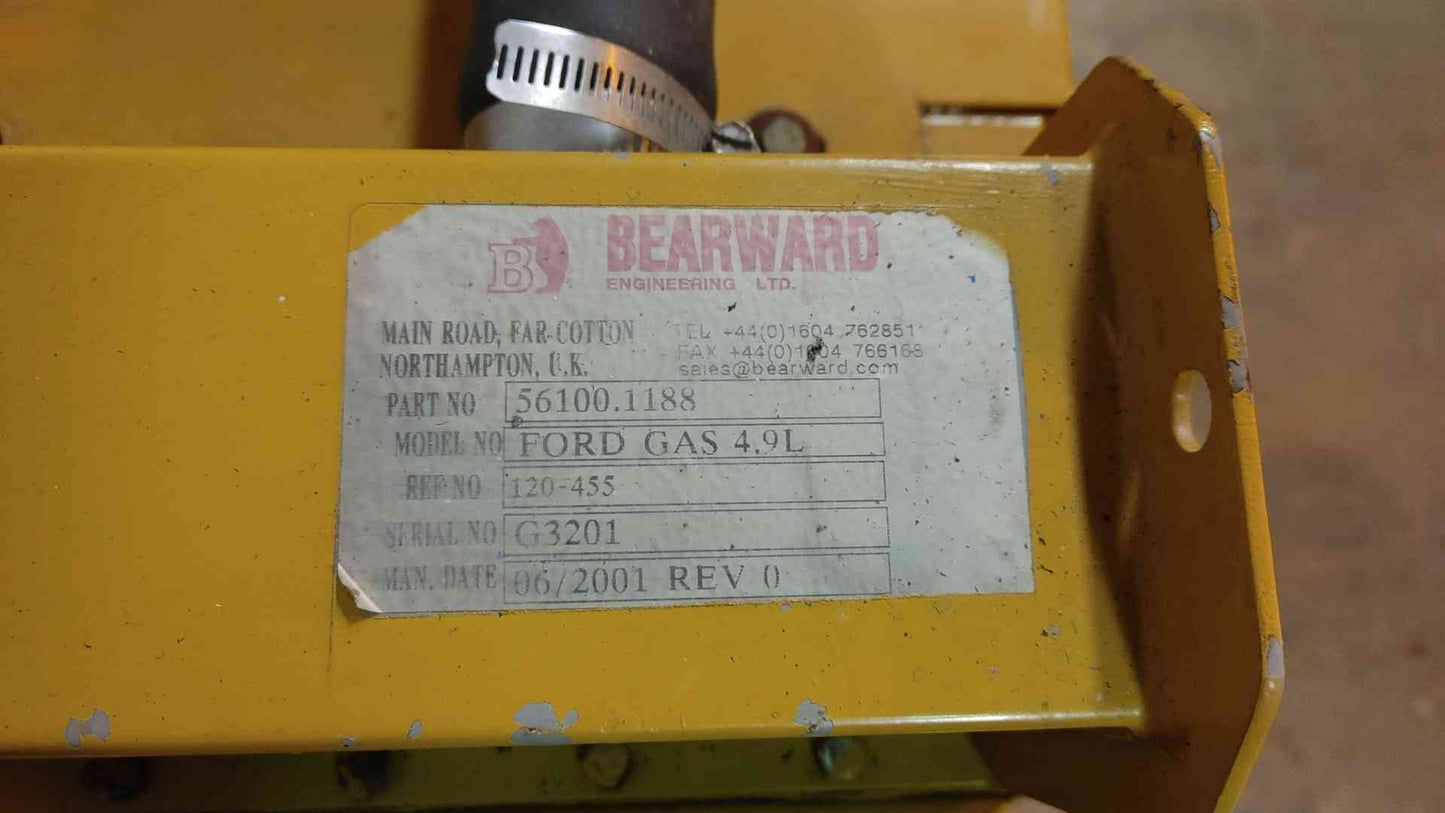 B
BEARWARD
ENGINEERING LTD.
MAIN ROAD, FAR COTTON
NORTHAMPTON, U.K.
TEL +44(0)1604 762851
FAX +44(0)1604 766168
sales@bearward.com
PART NO 56100.1188
MODEL NO FORD GAS 4.9L
REF NO 120-455
SERIAL NO G3201
MAN. DATE 06/2001 REV 0